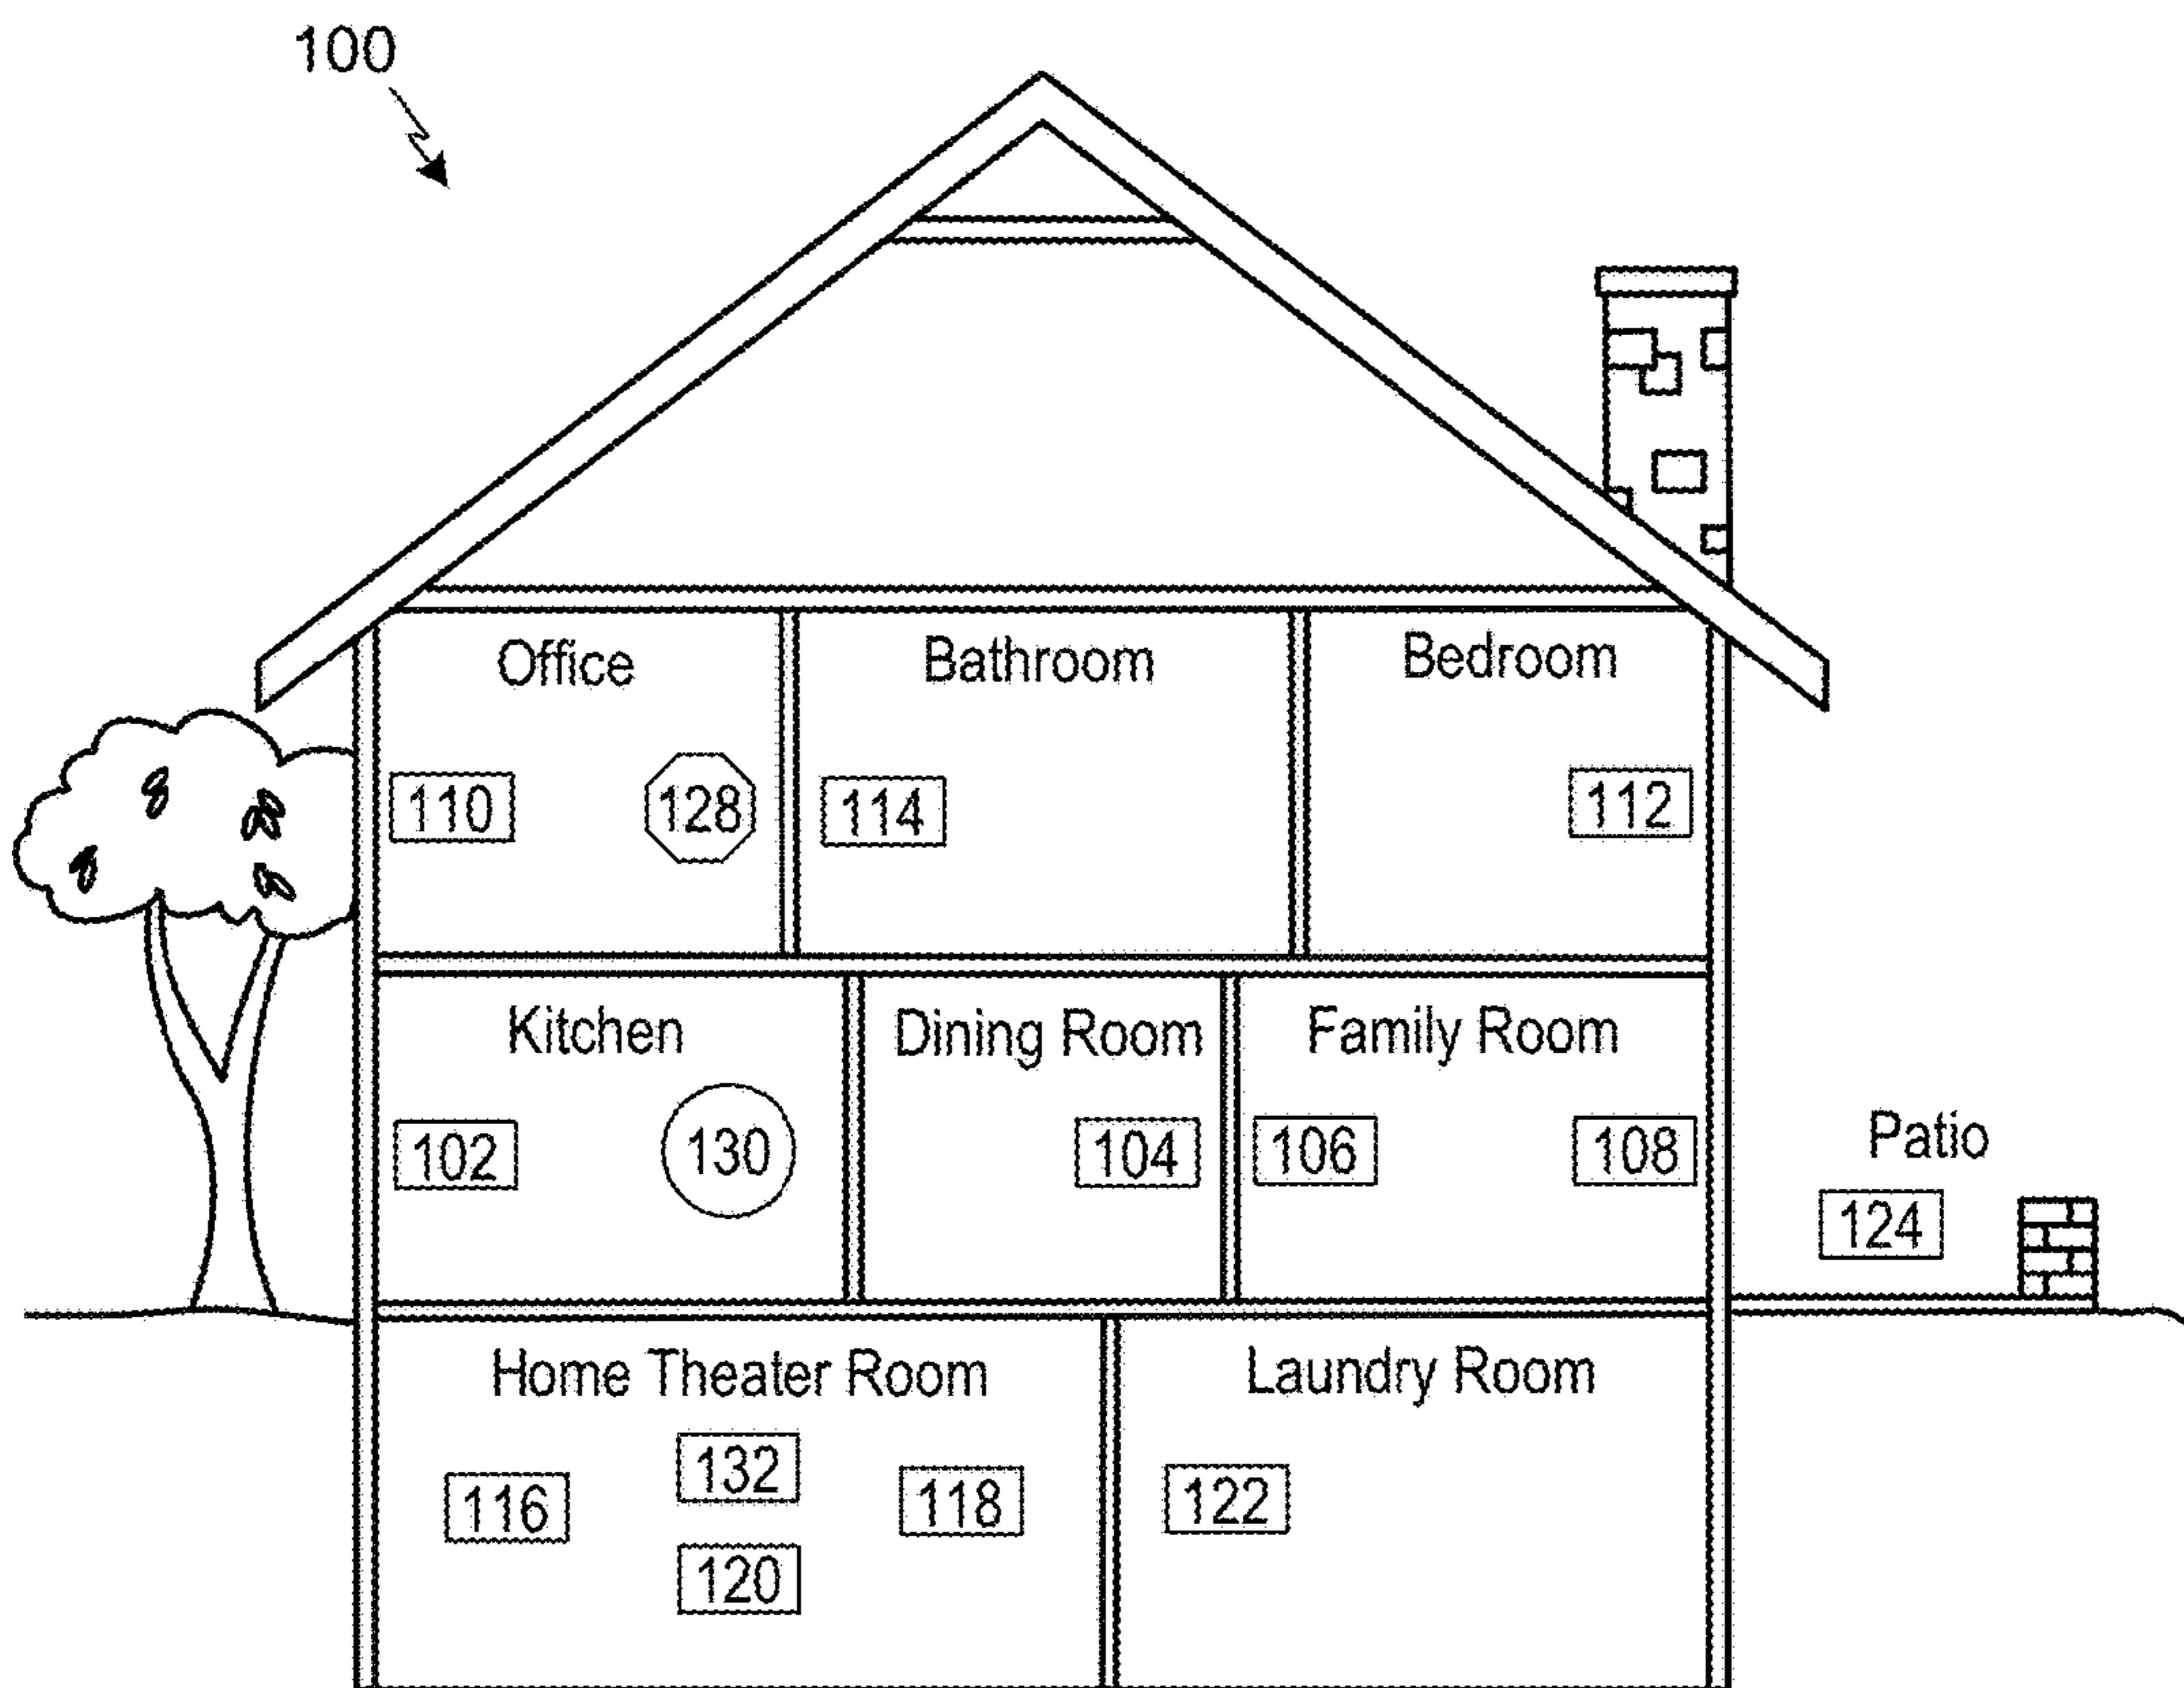 100
Office
Bathroom
Bedroom
110
128
114
112
Kitchen
Dining Room
Family Room
102
130
104
106
108
Patio
124
Home Theater Room
Laundry Room
116
132
118
120
122